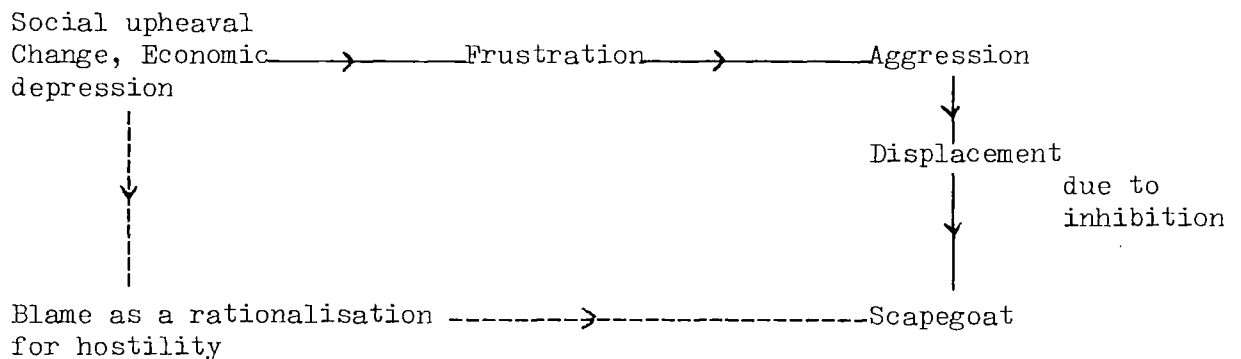 Social upheaval
Change, Economic
depression
Frustration
Aggression
Displacement
due to
inhibition
Blame as a rationalisation
for hostility
Scapegoat